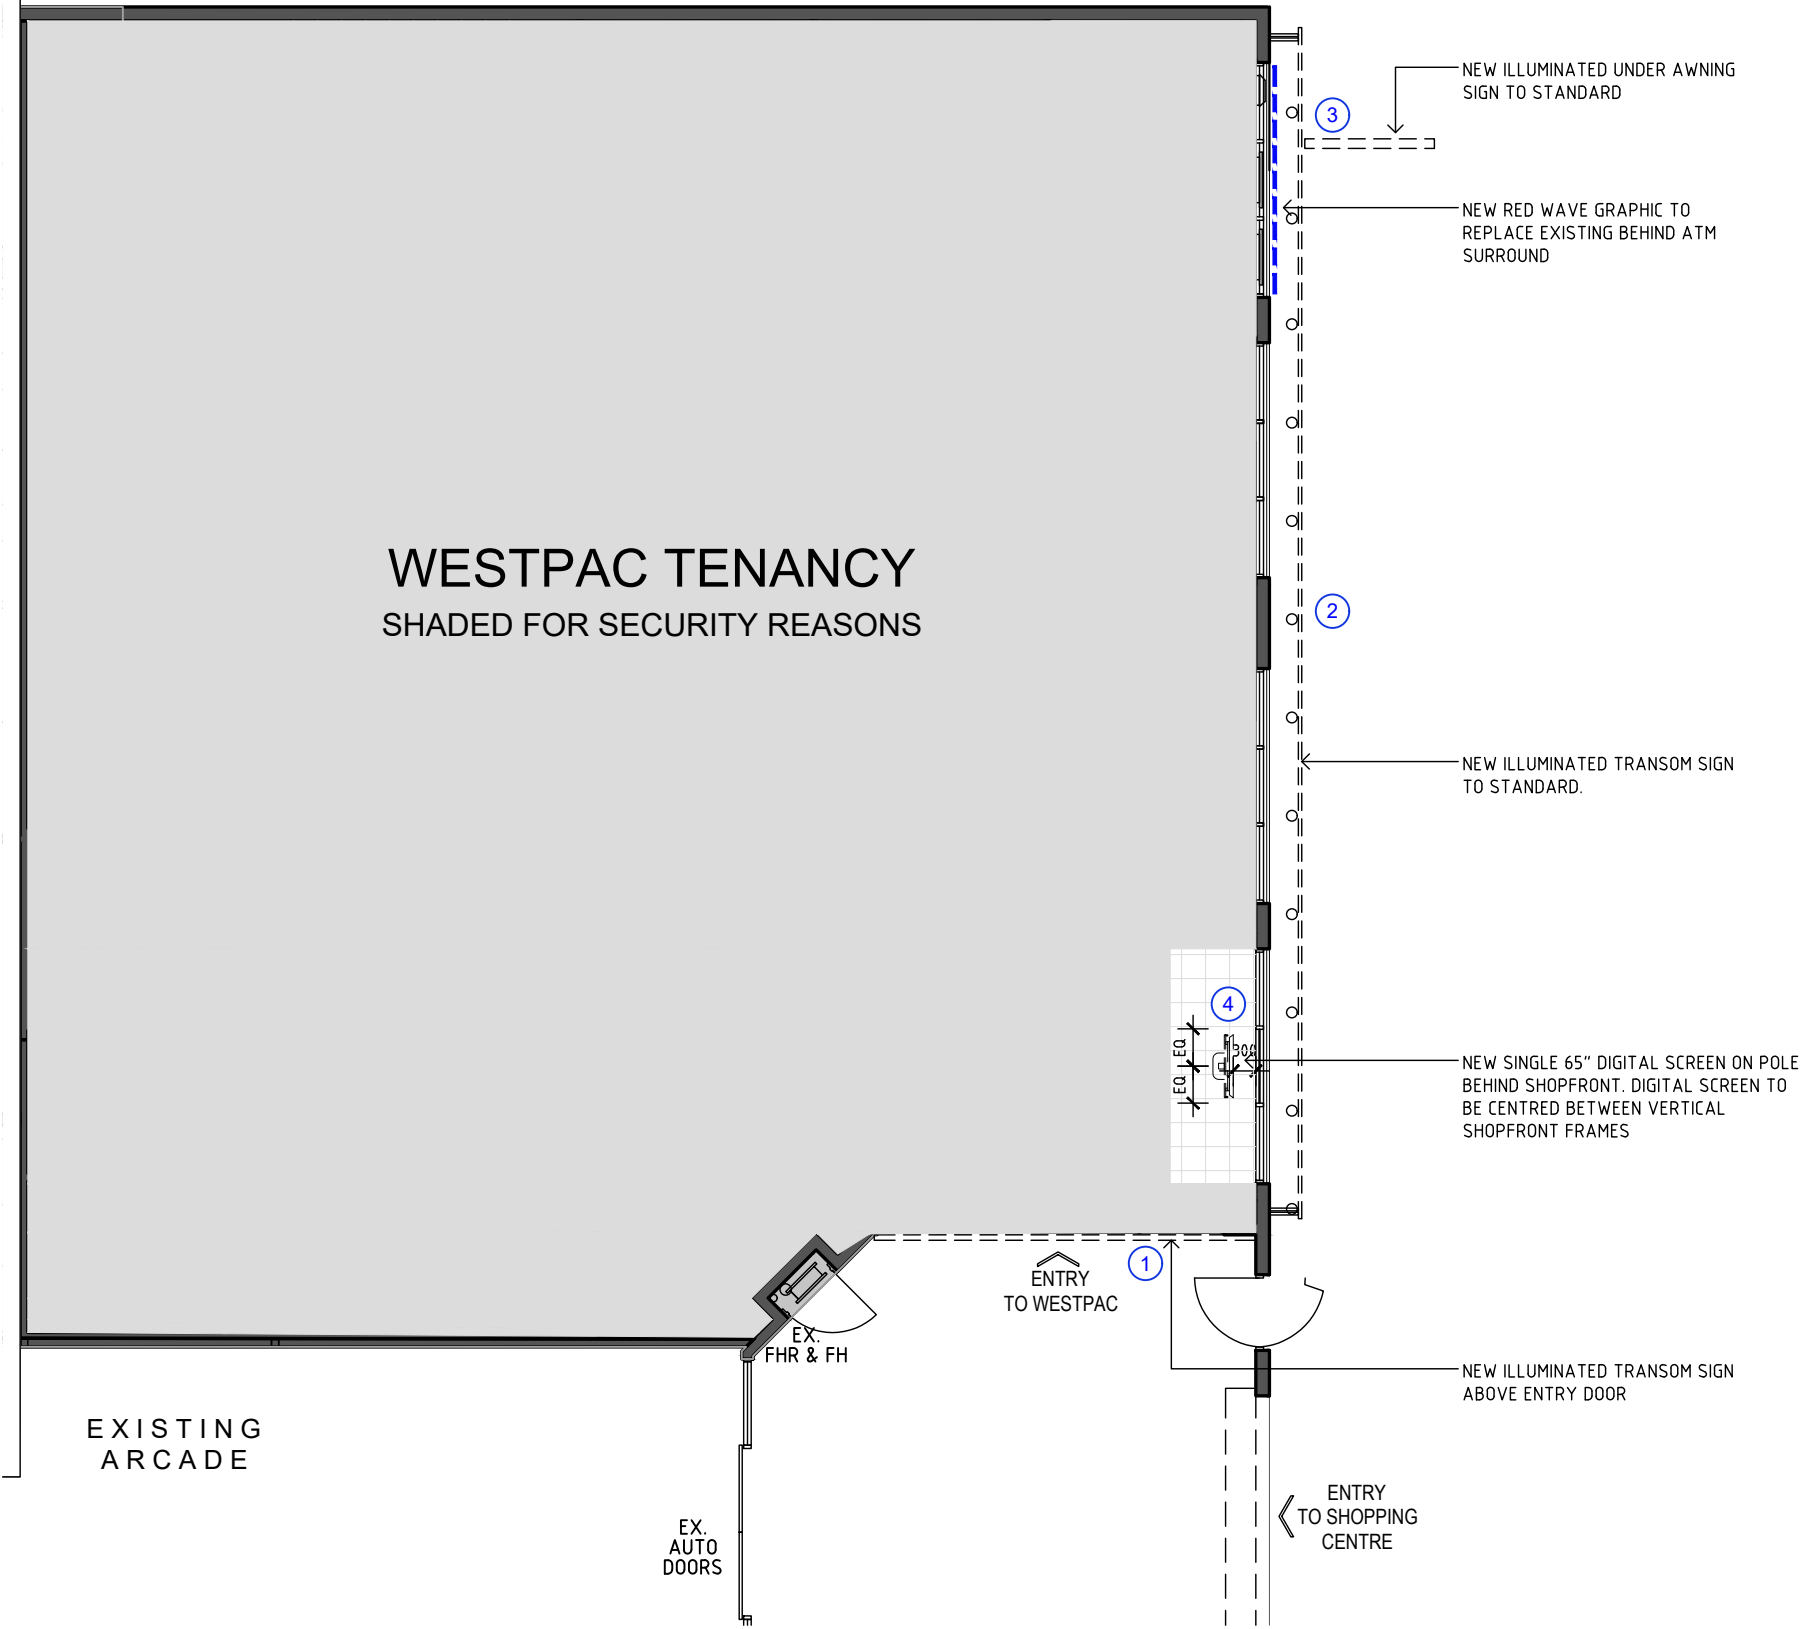 NEW ILLUMINATED UNDER AWNING
SIGN TO STANDARD
3
NEW RED WAVE GRAPHIC TO
REPLACE EXISTING BEHIND ATM
SURROUND
WESTPAC TENANCY
SHADED FOR SECURITY REASONS
2
NEW ILLUMINATED TRANSOM SIGN
TO STANDARD.
4
EQ
EQ
300
NEW SINGLE 65" DIGITAL SCREEN ON POLE
BEHIND SHOPFRONT. DIGITAL SCREEN TO
BE CENTRED BETWEEN VERTICAL
SHOPFRONT FRAMES
1
ENTRY
TO WESTPAC
EX.
FHR & FH
NEW ILLUMINATED TRANSOM SIGN
ABOVE ENTRY DOOR
EXISTING
ARCADE
ENTRY
TO SHOPPING
CENTRE
EX.
AUTO
DOORS